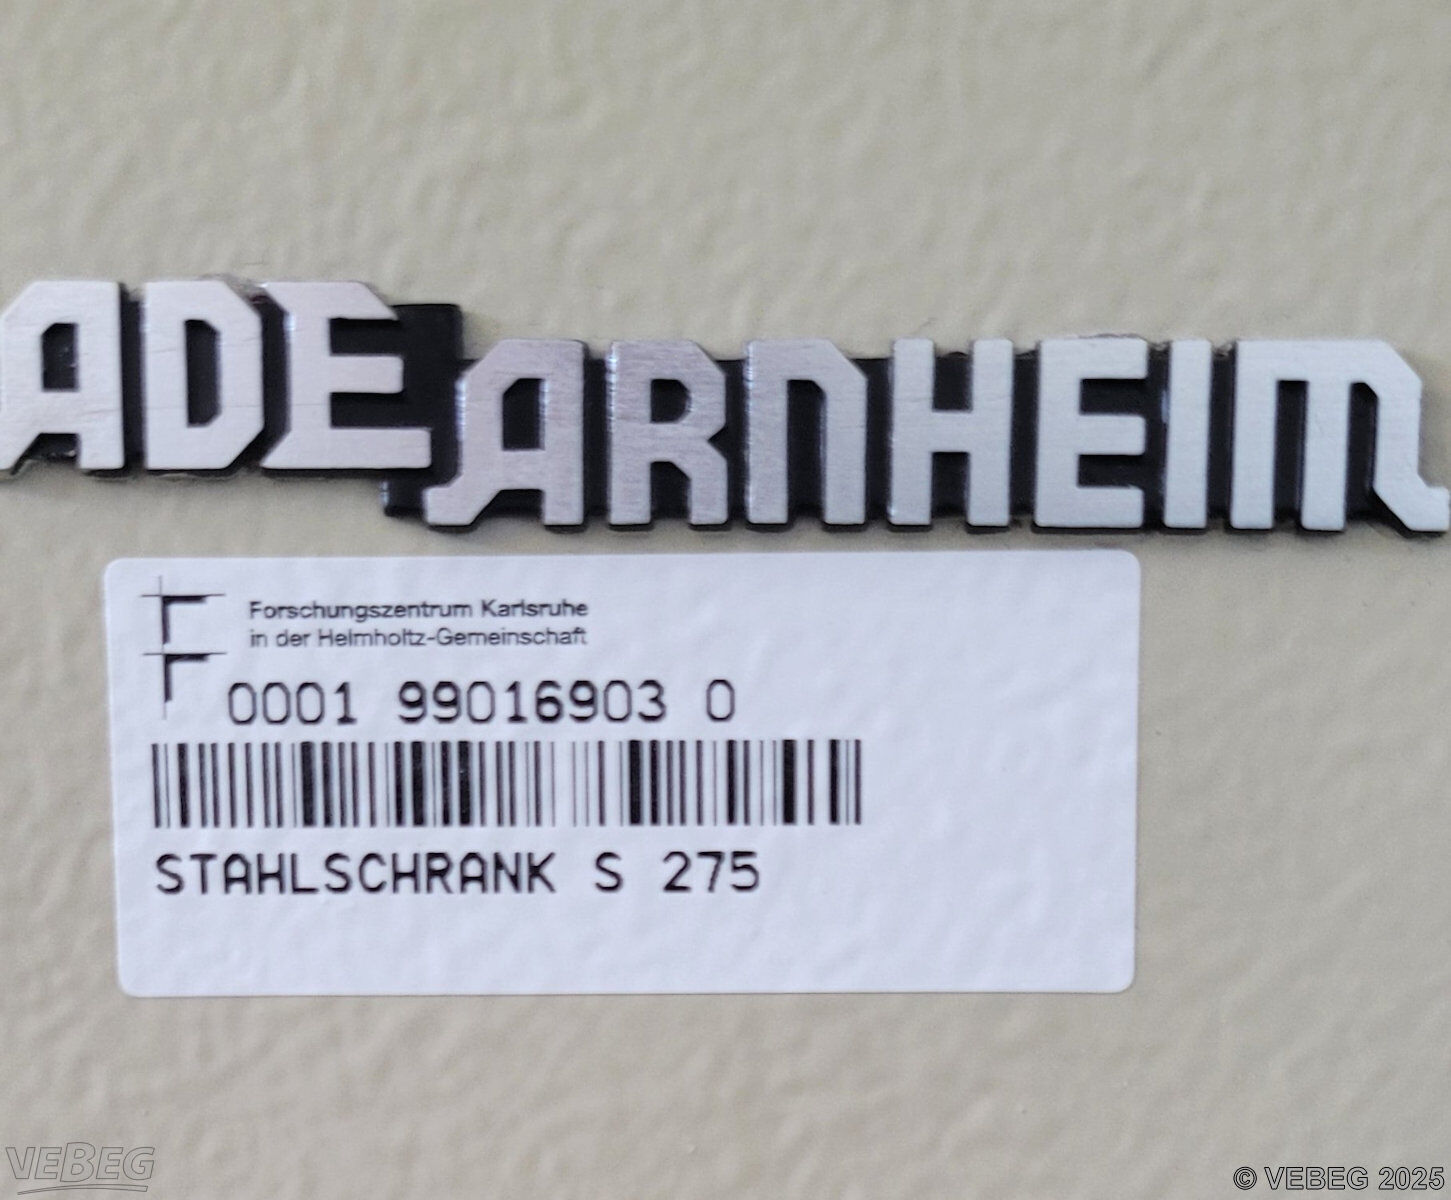 ADE ARNHEIM
Forschungszentrum Karlsruhe
in der Helmholtz-Gemeinschaft
0001 99016903 0
STAHLSCHRANK S 275
VEBEG
© VEBEG 2025